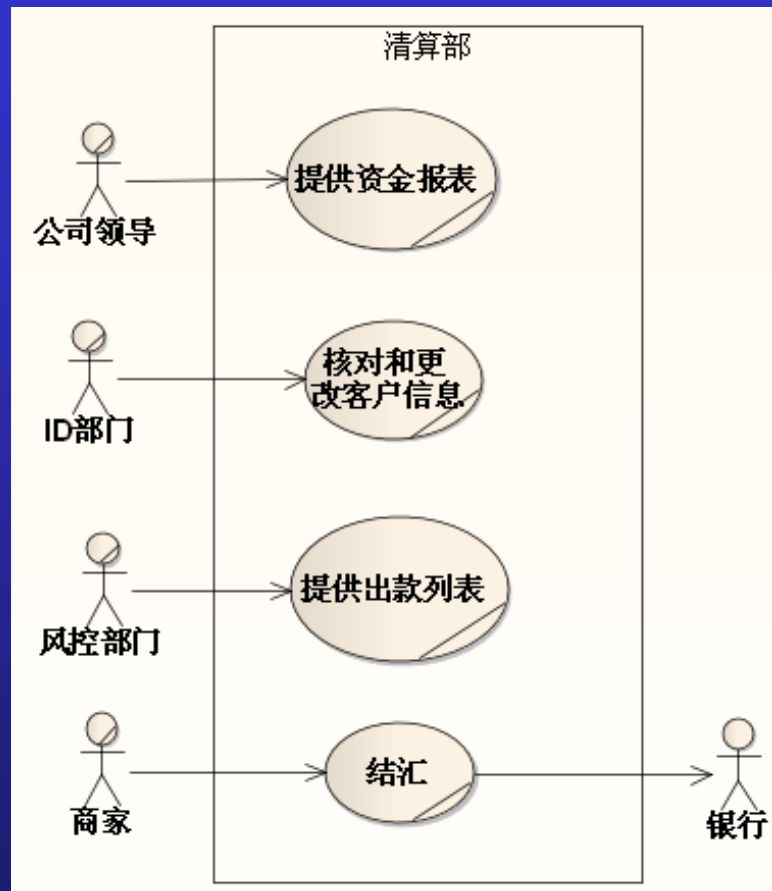 清算部
提供资金报表
公司领导
核对和更
改客户信息
ID部门
提供出款列表
风控部门
结汇
商家
银行